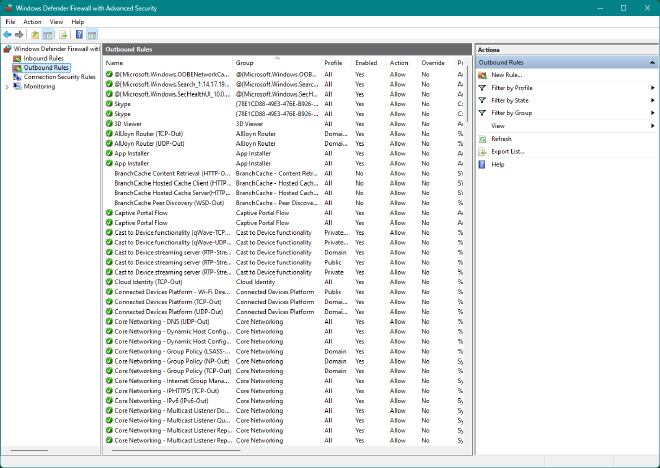 Windows Defender Firewall with Advanced Security
File Action View Help
Windows Defender Firewall with
Inbound Rules
Outbound Rules
Connection Security Rules
Monitoring
Outbound Rules
Name Group Profile Enabled Action Override Pr
@{Microsoft.Windows.OOBENetworkCa... @{Microsoft.Windows.OOB... All Yes Allow No
@{Microsoft.Windows.Search_1.14.17.19... @{Microsoft.Windows.Searc... All Yes Allow No
@{Microsoft.Windows.SecHealthUI_10.0... @{Microsoft.Windows.SecH... All Yes Allow No
Skype {78E1CD88-49E3-476E-B926-... All Yes Allow No
Skype {78E1CD88-49E3-476E-B926-... All Yes Allow No
3D Viewer 3D Viewer All Yes Allow No
AllJoyn Router (TCP-Out) AllJoyn Router Domai... Yes Allow No %
AllJoyn Router (UDP-Out) AllJoyn Router Domai... Yes Allow No %
App Installer App Installer All Yes Allow No
App Installer App Installer All Yes Allow No
BranchCache Content Retrieval (HTTP-O... BranchCache - Content Retr... All No Allow No SY
BranchCache Hosted Cache Client (HTTP... BranchCache - Hosted Cach... All No Allow No SY
BranchCache Hosted Cache Server(HTTP... BranchCache - Hosted Cach... All No Allow No SY
BranchCache Peer Discovery (WSD-Out) BranchCache - Peer Discove... All No Allow No %
Captive Portal Flow Captive Portal Flow All Yes Allow No
Captive Portal Flow Captive Portal Flow All Yes Allow No
Cast to Device functionality (qWave-TCP... Cast to Device functionality Private... Yes Allow No %
Cast to Device functionality (qWave-UDP... Cast to Device functionality Private... Yes Allow No %
Cast to Device streaming server (RTP-Stre... Cast to Device functionality Domain Yes Allow No %
Cast to Device streaming server (RTP-Stre... Cast to Device functionality Public Yes Allow No %
Cast to Device streaming server (RTP-Stre... Cast to Device functionality Private Yes Allow No %
Cloud Identity (TCP-Out) Cloud Identity All Yes Allow No %
Connected Devices Platform - Wi-Fi Dire... Connected Devices Platform Public Yes Allow No %
Connected Devices Platform (TCP-Out) Connected Devices Platform Domai... Yes Allow No %
Connected Devices Platform (UDP-Out) Connected Devices Platform Domai... Yes Allow No %
Core Networking - DNS (UDP-Out) Core Networking All Yes Allow No %
Core Networking - Dynamic Host Config... Core Networking All Yes Allow No %
Core Networking - Dynamic Host Config... Core Networking All Yes Allow No %
Core Networking - Group Policy (LSASS-... Core Networking Domain Yes Allow No %
Core Networking - Group Policy (NP-Out) Core Networking Domain Yes Allow No Sy
Core Networking - Group Policy (TCP-O... Core Networking Domain Yes Allow No %
Core Networking - Internet Group Mana... Core Networking All Yes Allow No Sy
Core Networking - IPHTTPS (TCP-Out) Core Networking All Yes Allow No %
Core Networking - IPv6 (IPv6-Out) Core Networking All Yes Allow No Sy
Core Networking - Multicast Listener Do... Core Networking All Yes Allow No Sy
Core Networking - Multicast Listener Qu... Core Networking All Yes Allow No Sy
Core Networking - Multicast Listener Rep... Core Networking All Yes Allow No Sy
Core Networking - Multicast Listener Rep... Core Networking All Yes Allow No Sy
Actions
Outbound Rules
New Rule...
Filter by Profile
Filter by State
Filter by Group
View
Refresh
Export List...
Help